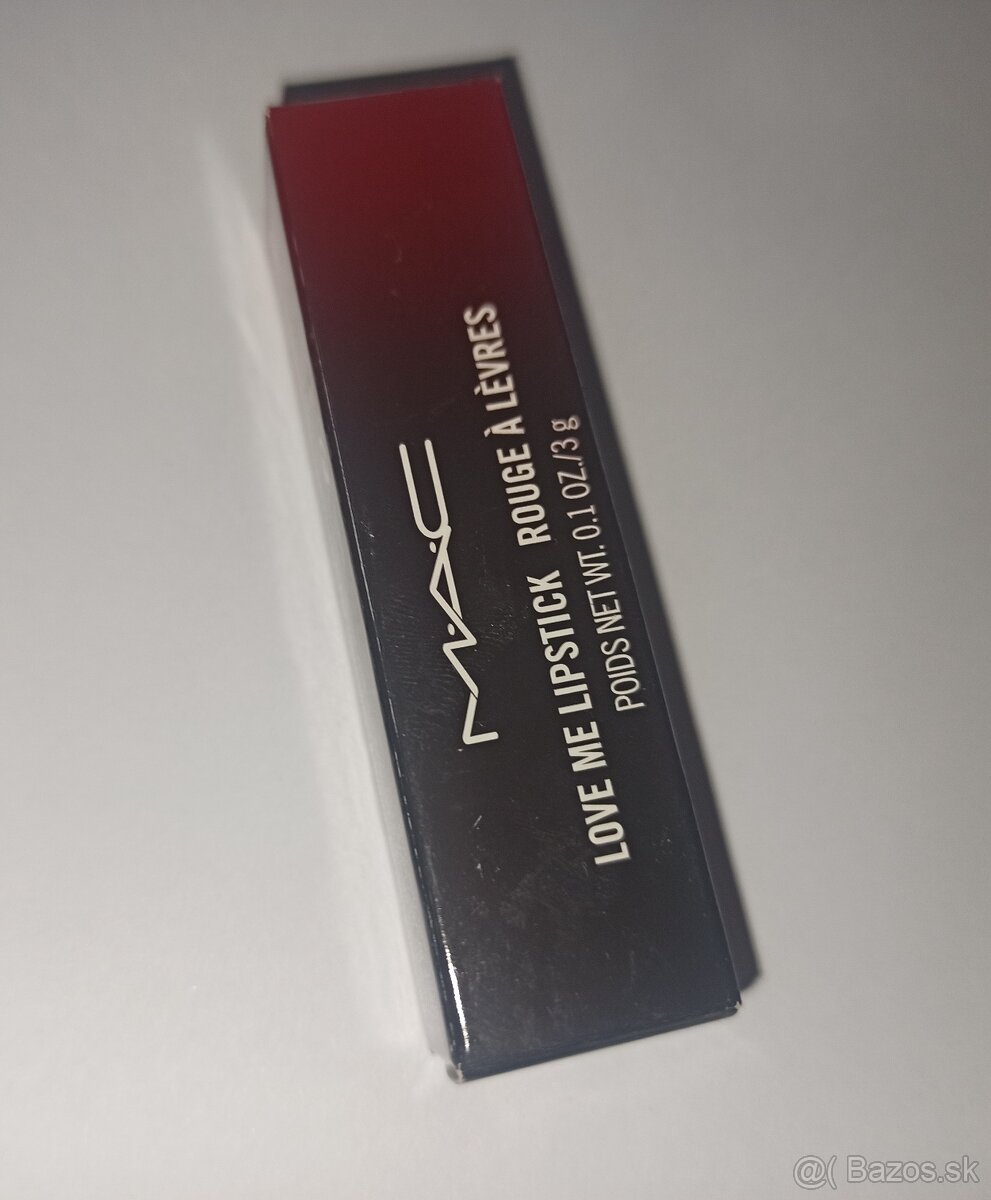 M·A·C
LOVE ME LIPSTICK ROUGE À LÈVRES
POIDS NET WT. 0.1 OZ./3 g
@( Bazos.sk